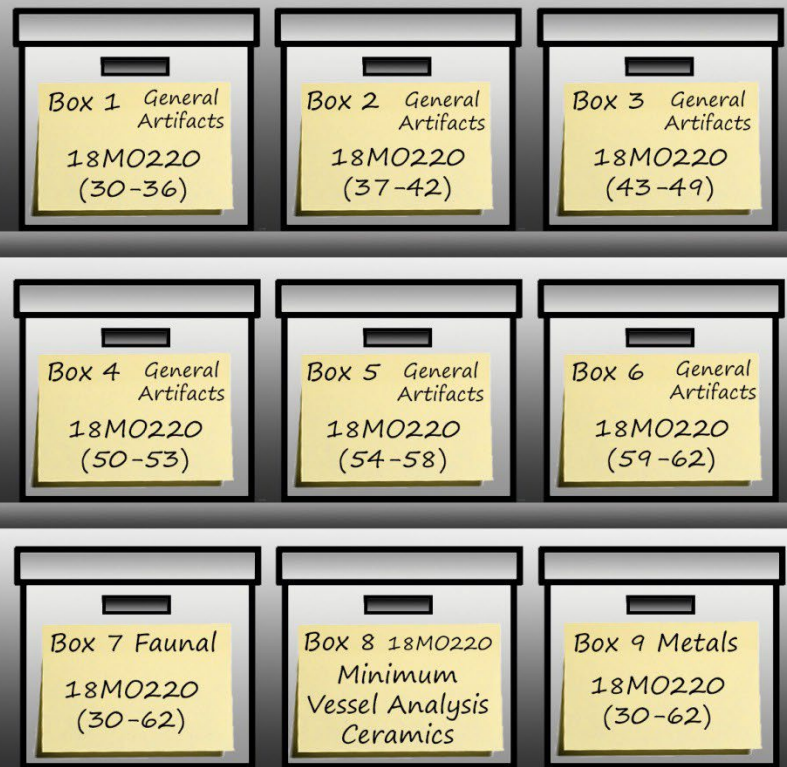 Box 1 General
Artifacts
18MO220
(30-36)
Box 2 General
Artifacts
18MO220
(37-42)
Box 3 General
Artifacts
18MO220
(43-49)
Box 4 General
Artifacts
18MO220
(50-53)
Box 5 General
Artifacts
18MO220
(54-58)
Box 6 General
Artifacts
18MO220
(59-62)
Box 7 Faunal
18MO220
(30-62)
Box 8 18MO220
Minimum
Vessel Analysis
Ceramics
Box 9 Metals
18MO220
(30-62)